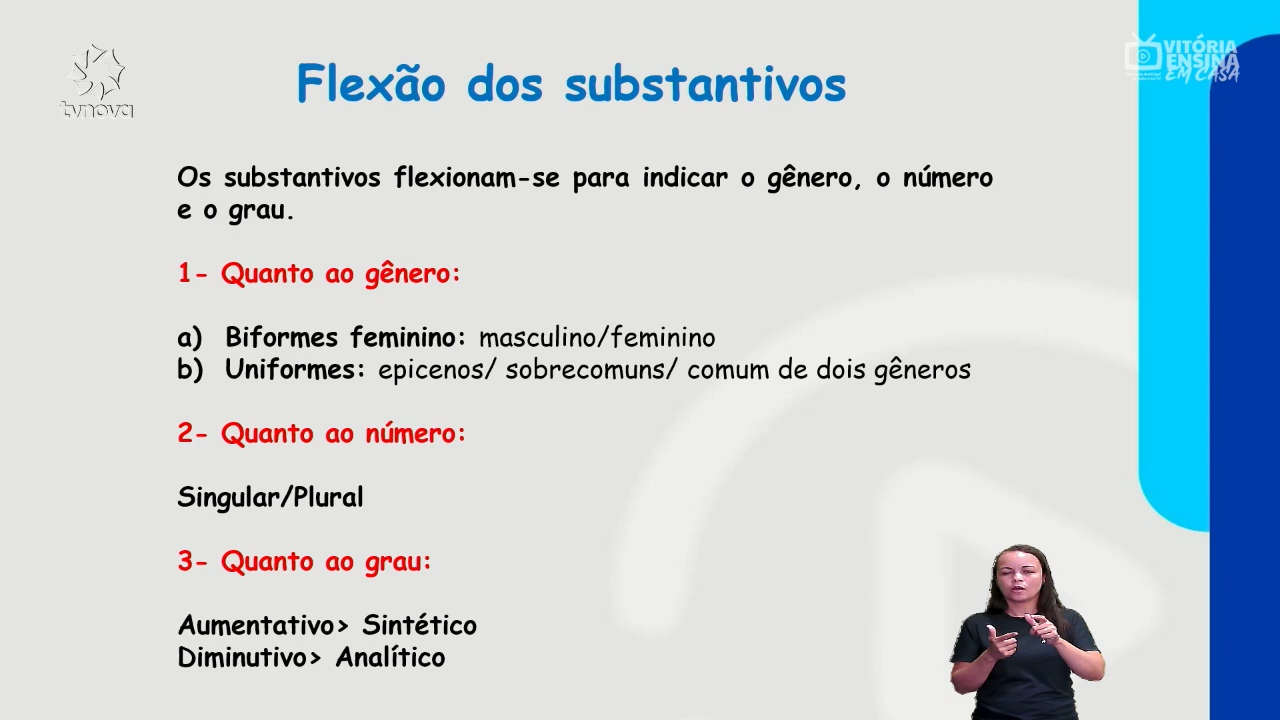 tvnova
VITÓRIA
ENSINA
EM CASA
Flexão dos substantivos
Os substantivos flexionam-se para indicar o gênero, o número
e o grau.
1- Quanto ao gênero:
a) Biformes feminino: masculino/feminino
b) Uniformes: epicenos/ sobrecomuns/ comum de dois gêneros
2- Quanto ao número:
Singular/Plural
3- Quanto ao grau:
Aumentativo> Sintético
Diminutivo> Analítico